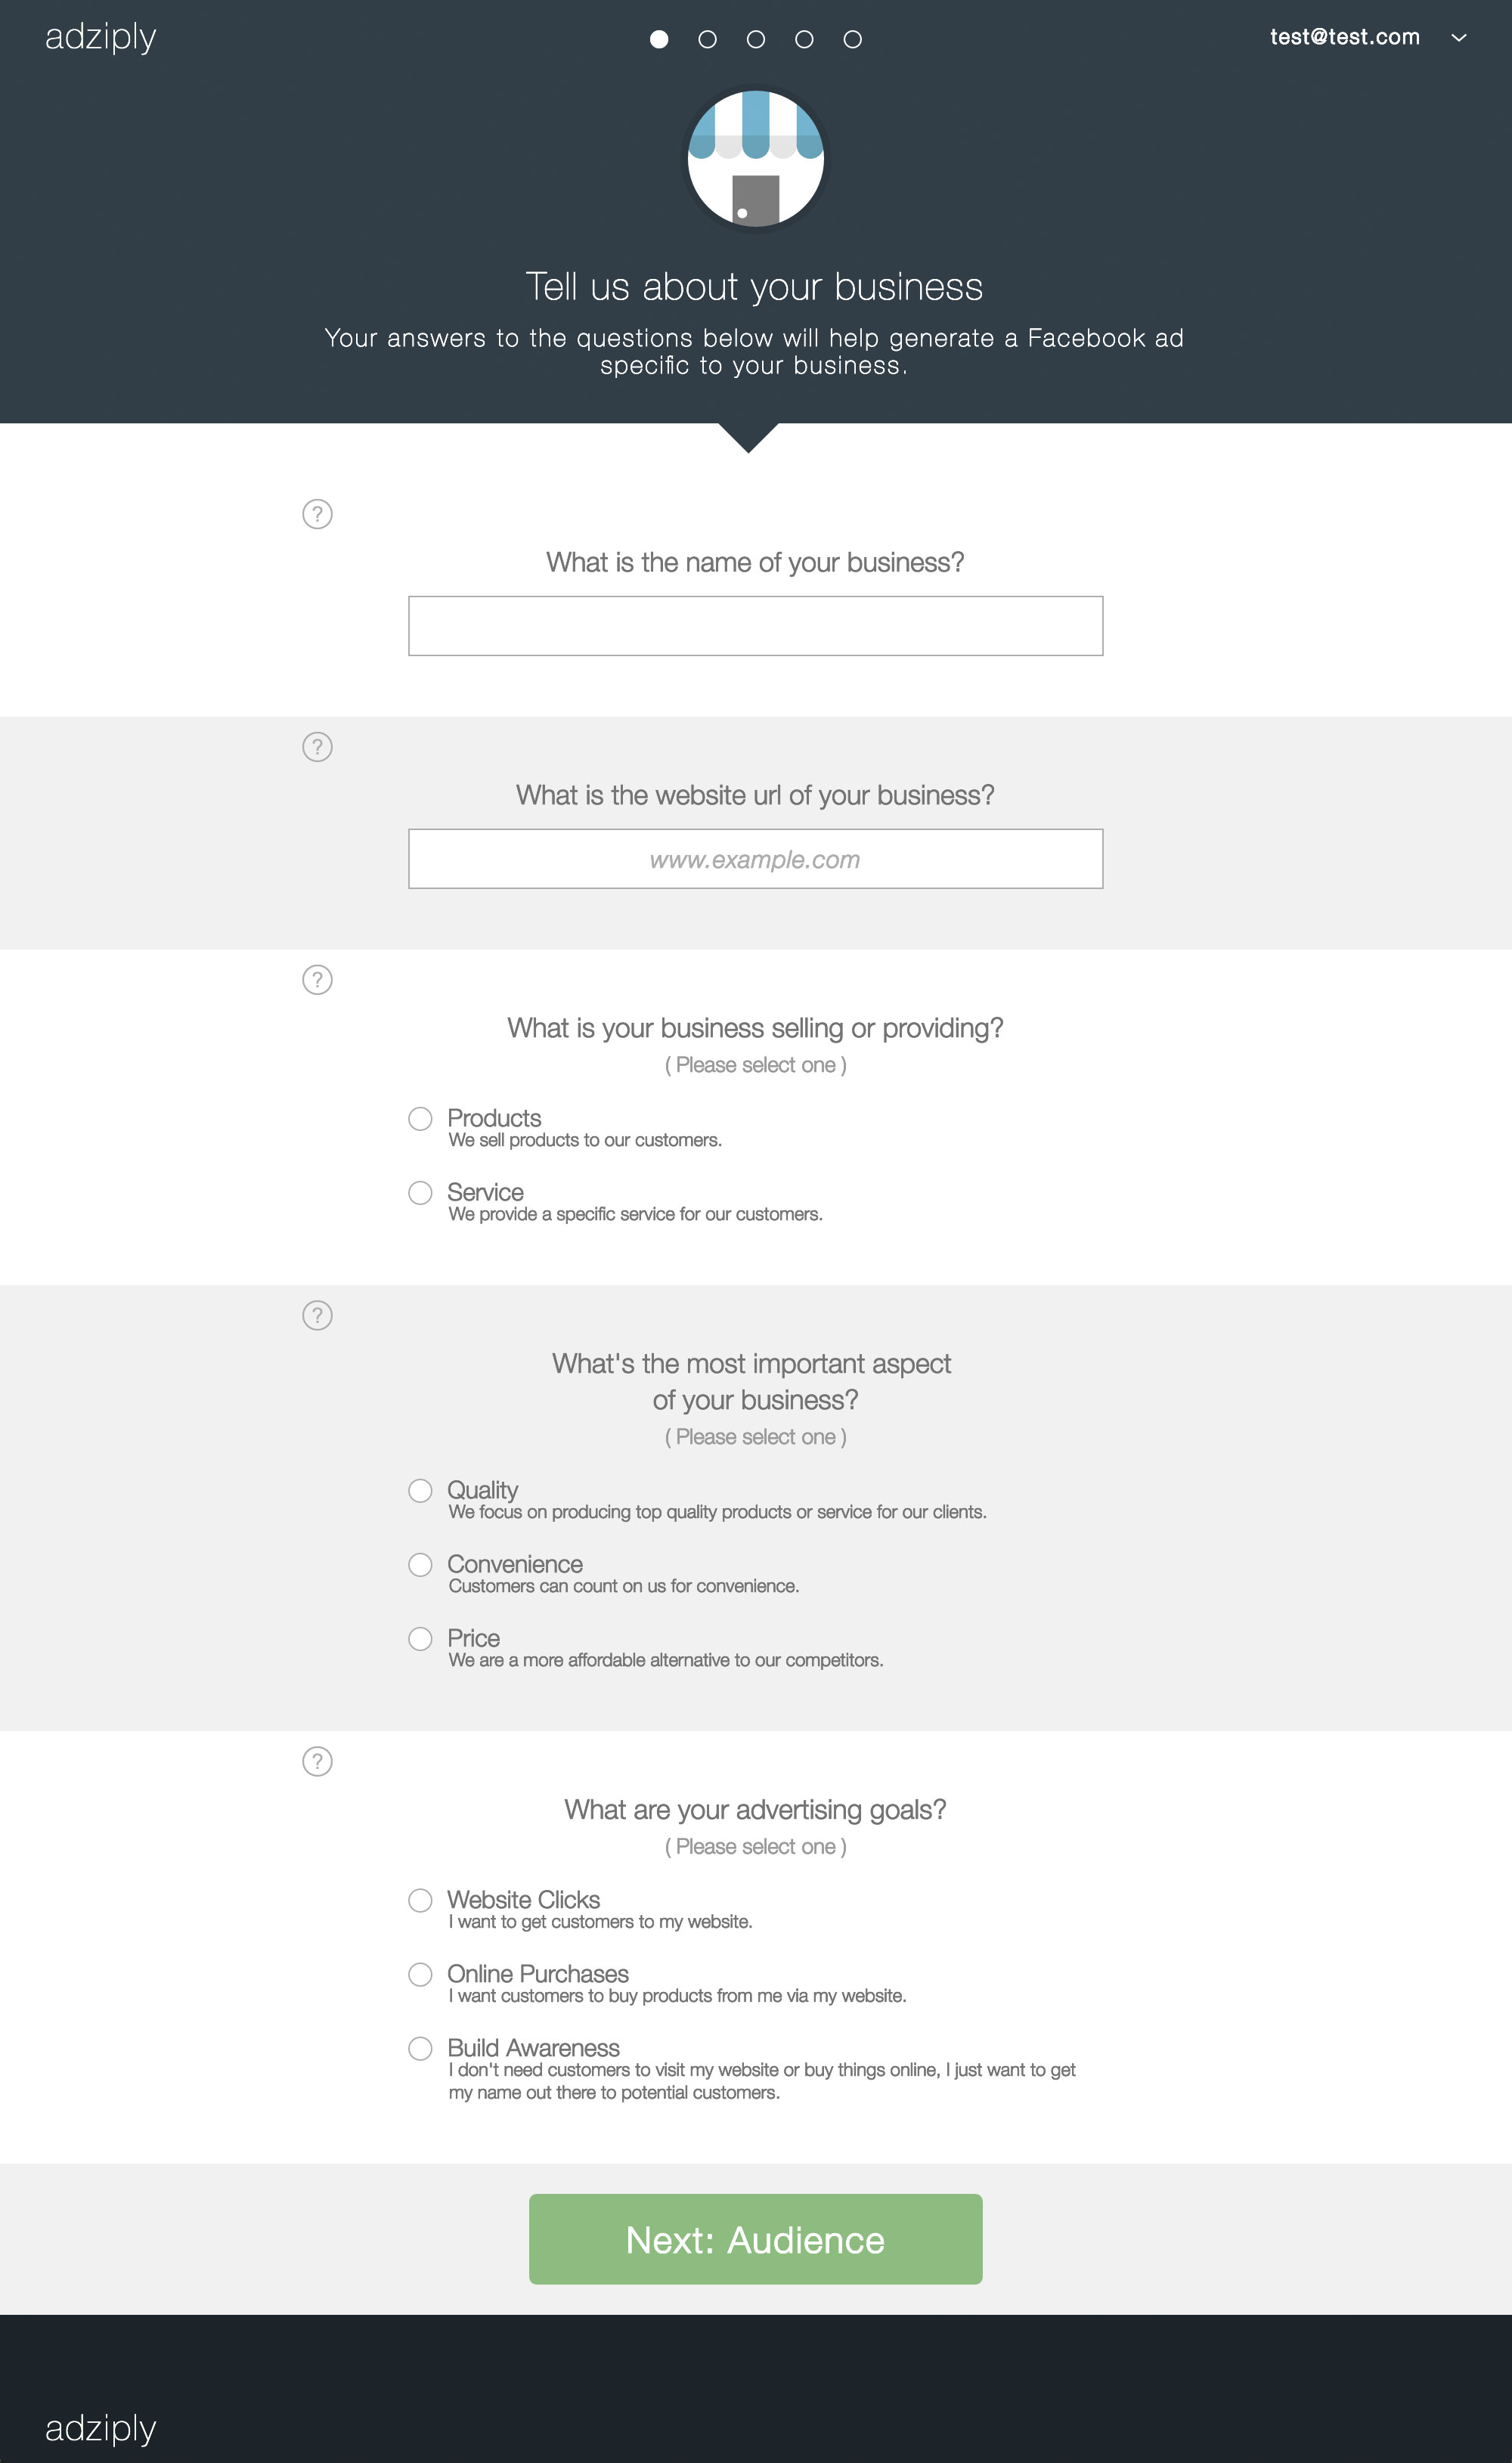 adziply
test@test.com
Tell us about your business
Your answers to the questions below will help generate a Facebook ad
specific to your business.
?
What is the name of your business?
?
What is the website url of your business?
www.example.com
?
What is your business selling or providing?
( Please select one )
Products
We sell products to our customers.
Service
We provide a specific service for our customers.
?
What's the most important aspect
of your business?
( Please select one )
Quality
We focus on producing top quality products or service for our clients.
Convenience
Customers can count on us for convenience.
Price
We are a more affordable alternative to our competitors.
?
What are your advertising goals?
( Please select one )
Website Clicks
I want to get customers to my website.
Online Purchases
I want customers to buy products from me via my website.
Build Awareness
I don't need customers to visit my website or buy things online, I just want to get
my name out there to potential customers.
Next: Audience
adziply